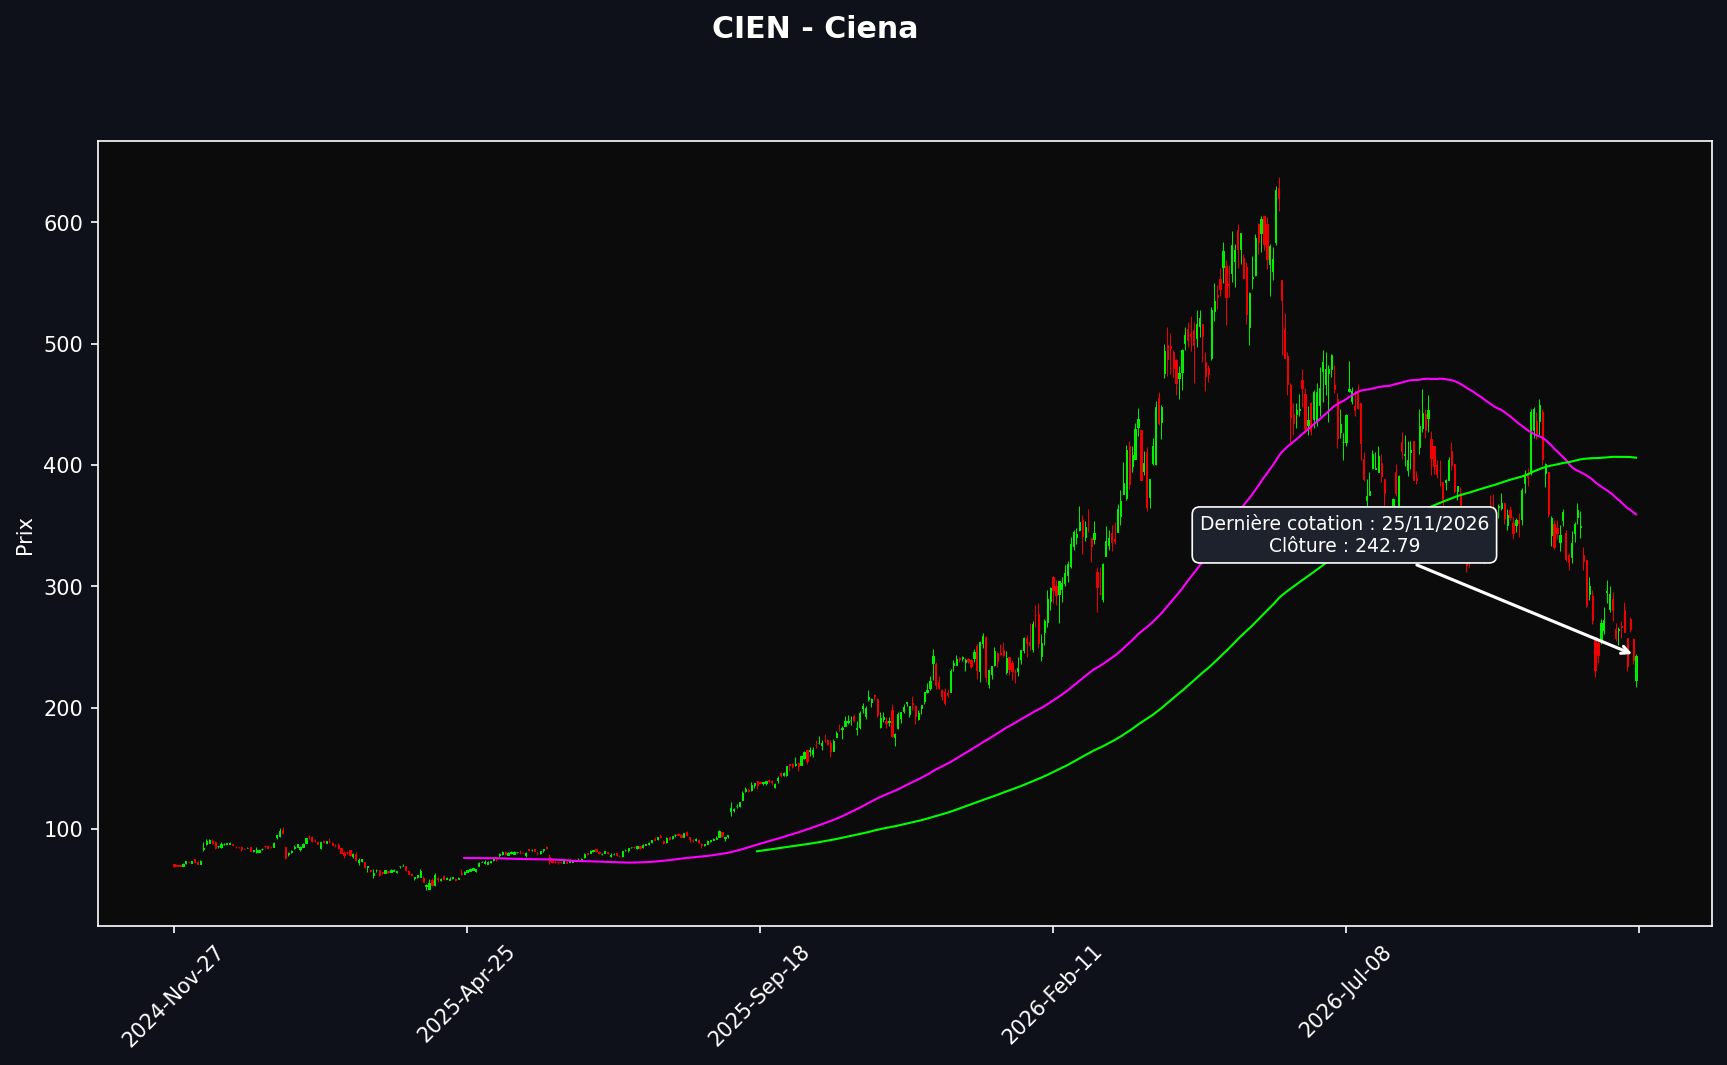 CIEN - Ciena
600
500
400
300
200
100
Prix
Dernière cotation : 25/11/2026
Clôture : 242.79
2024-Nov-27
2025-Apr-25
2025-Sep-18
2026-Feb-11
2026-Jul-08